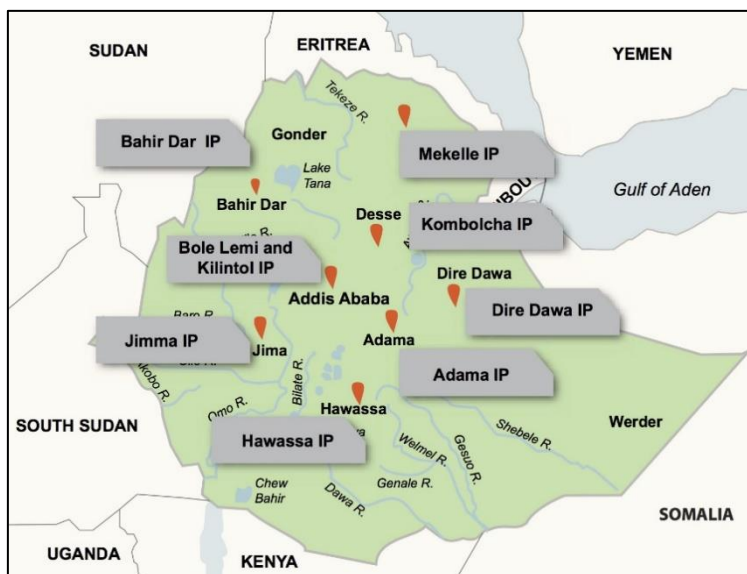 SUDAN
ERITREA
YEMEN
Tekeze R.
Bahir Dar IP
Gonder
Mekelle IP
Lake
Tana
BOU
Gulf of Aden
Bahir Dar
Desse
Kombolcha IP
R.
Bole Lemi and
Kilintol IP
Dire Dawa
Addis Ababa
Dire Dawa IP
Baro R.
Jimma IP
Jima
Adama
Adama IP
kobo R.
Bilate R.
Omo R.
Hawassa
SOUTH SUDAN
Hawassa IP
Welmel R.
Gesuo R.
Shebele R.
Werder
Chew
Bahir
Dawa R.
Genale R.
SOMALIA
UGANDA
KENYA